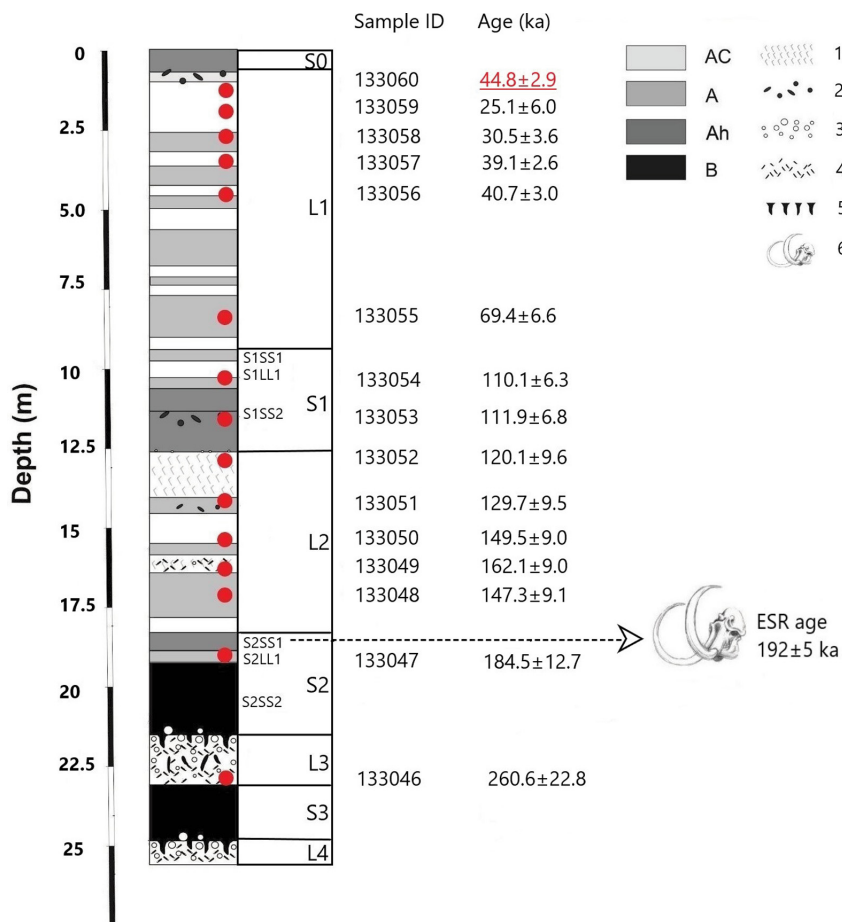 Sample ID Age (ka)
0
S0
133060 44.8±2.9
133059 25.1±6.0
2.5
133058 30.5±3.6
133057 39.1±2.6
133056 40.7±3.0
5.0
L1
7.5
133055 69.4±6.6
S1SS1
10
S1LL1
133054 110.1±6.3
S1
S1SS2
133053 111.9±6.8
12.5
133052 120.1±9.6
133051 129.7±9.5
15
133050 149.5±9.0
L2
133049 162.1±9.0
133048 147.3±9.1
17.5
S2SS1
S2LL1
133047 184.5±12.7
S2
20
S2SS2
22.5
L3
133046 260.6±22.8
S3
25
L4
Depth (m)
AC
A
Ah
B
1
2
3
4
5
6
ESR age
192±5 ka